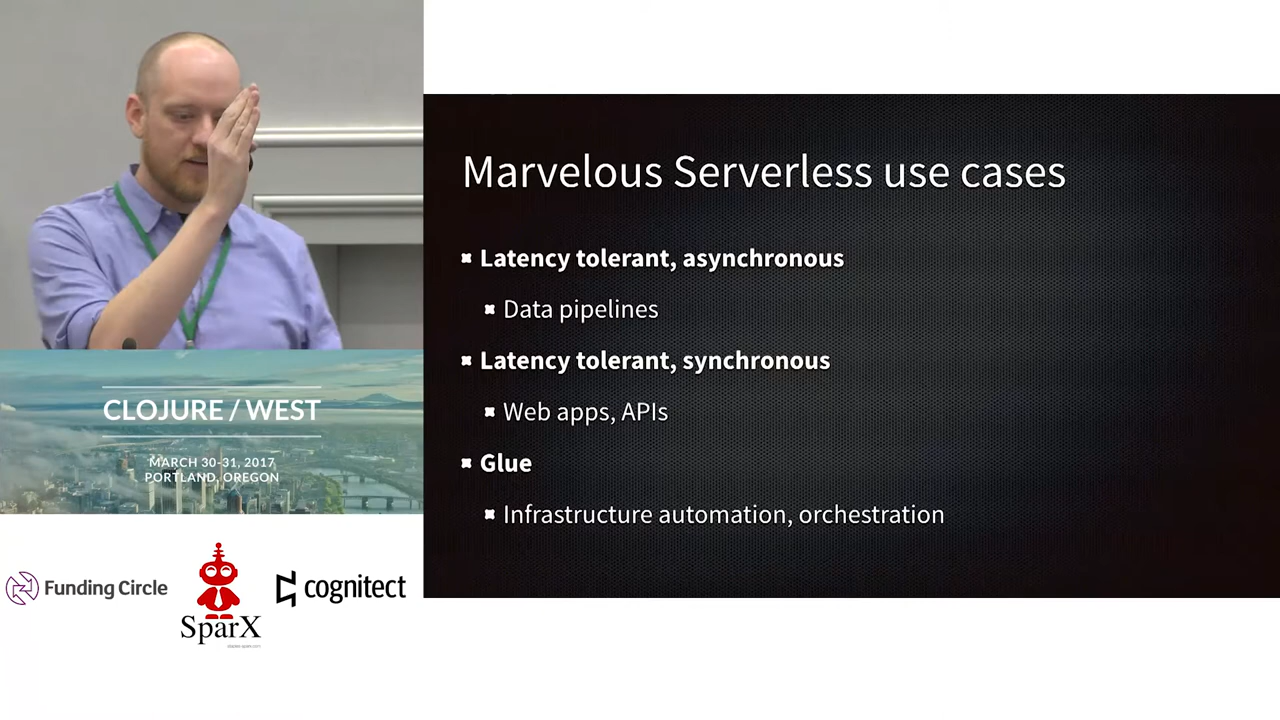 Marvelous Serverless use cases
Latency tolerant, asynchronous
Data pipelines
Latency tolerant, synchronous
Web apps, APIs
Glue
Infrastructure automation, orchestration
CLOJURE / WEST
MARCH 30-31, 2017
PORTLAND, OREGON
Funding Circle
SparX
cognitect